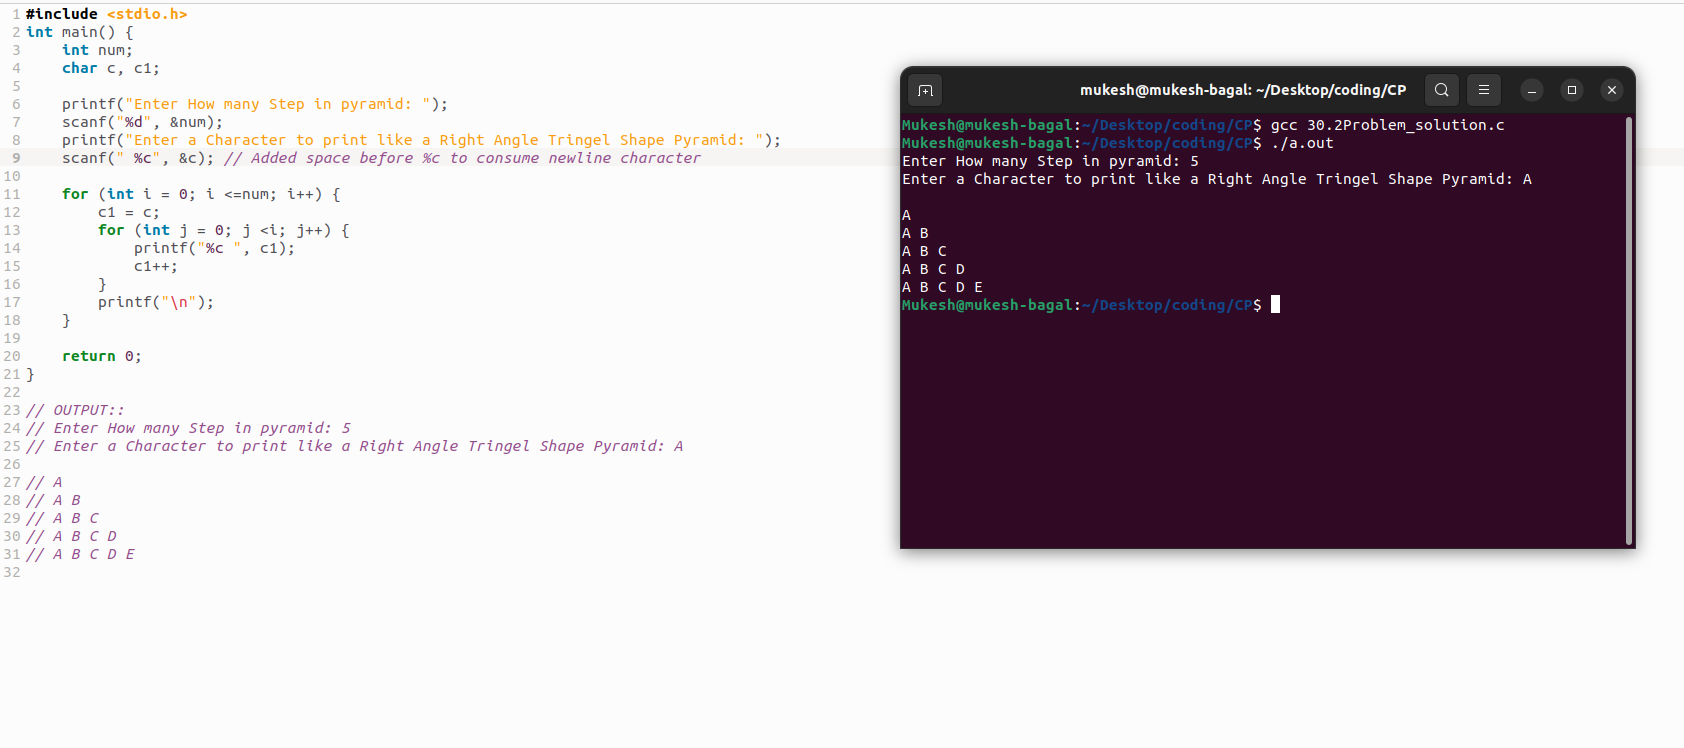 1 #include <stdio.h>
2 int main() {
3     int num;
4     char c, c1;
5
6     printf("Enter How many Step in pyramid: ");
7     scanf("%d", &num);
8     printf("Enter a Character to print like a Right Angle Tringel Shape Pyramid: ");
9     scanf(" %c", &c); // Added space before %c to consume newline character
10
11     for (int i = 0; i <=num; i++) {
12         c1 = c;
13         for (int j = 0; j <i; j++) {
14             printf("%c ", c1);
15             c1++;
16         }
17         printf("\n");
18     }
19
20     return 0;
21 }
22
23 // OUTPUT::
24 // Enter How many Step in pyramid: 5
25 // Enter a Character to print like a Right Angle Tringel Shape Pyramid: A
26
27 // A
28 // A B
29 // A B C
30 // A B C D
31 // A B C D E
32
mukesh@mukesh-bagal: ~/Desktop/coding/CP
Mukesh@mukesh-bagal:~/Desktop/coding/CP$ gcc 30.2Problem_solution.c
Mukesh@mukesh-bagal:~/Desktop/coding/CP$ ./a.out
Enter How many Step in pyramid: 5
Enter a Character to print like a Right Angle Tringel Shape Pyramid: A

A
A B
A B C
A B C D
A B C D E
Mukesh@mukesh-bagal:~/Desktop/coding/CP$